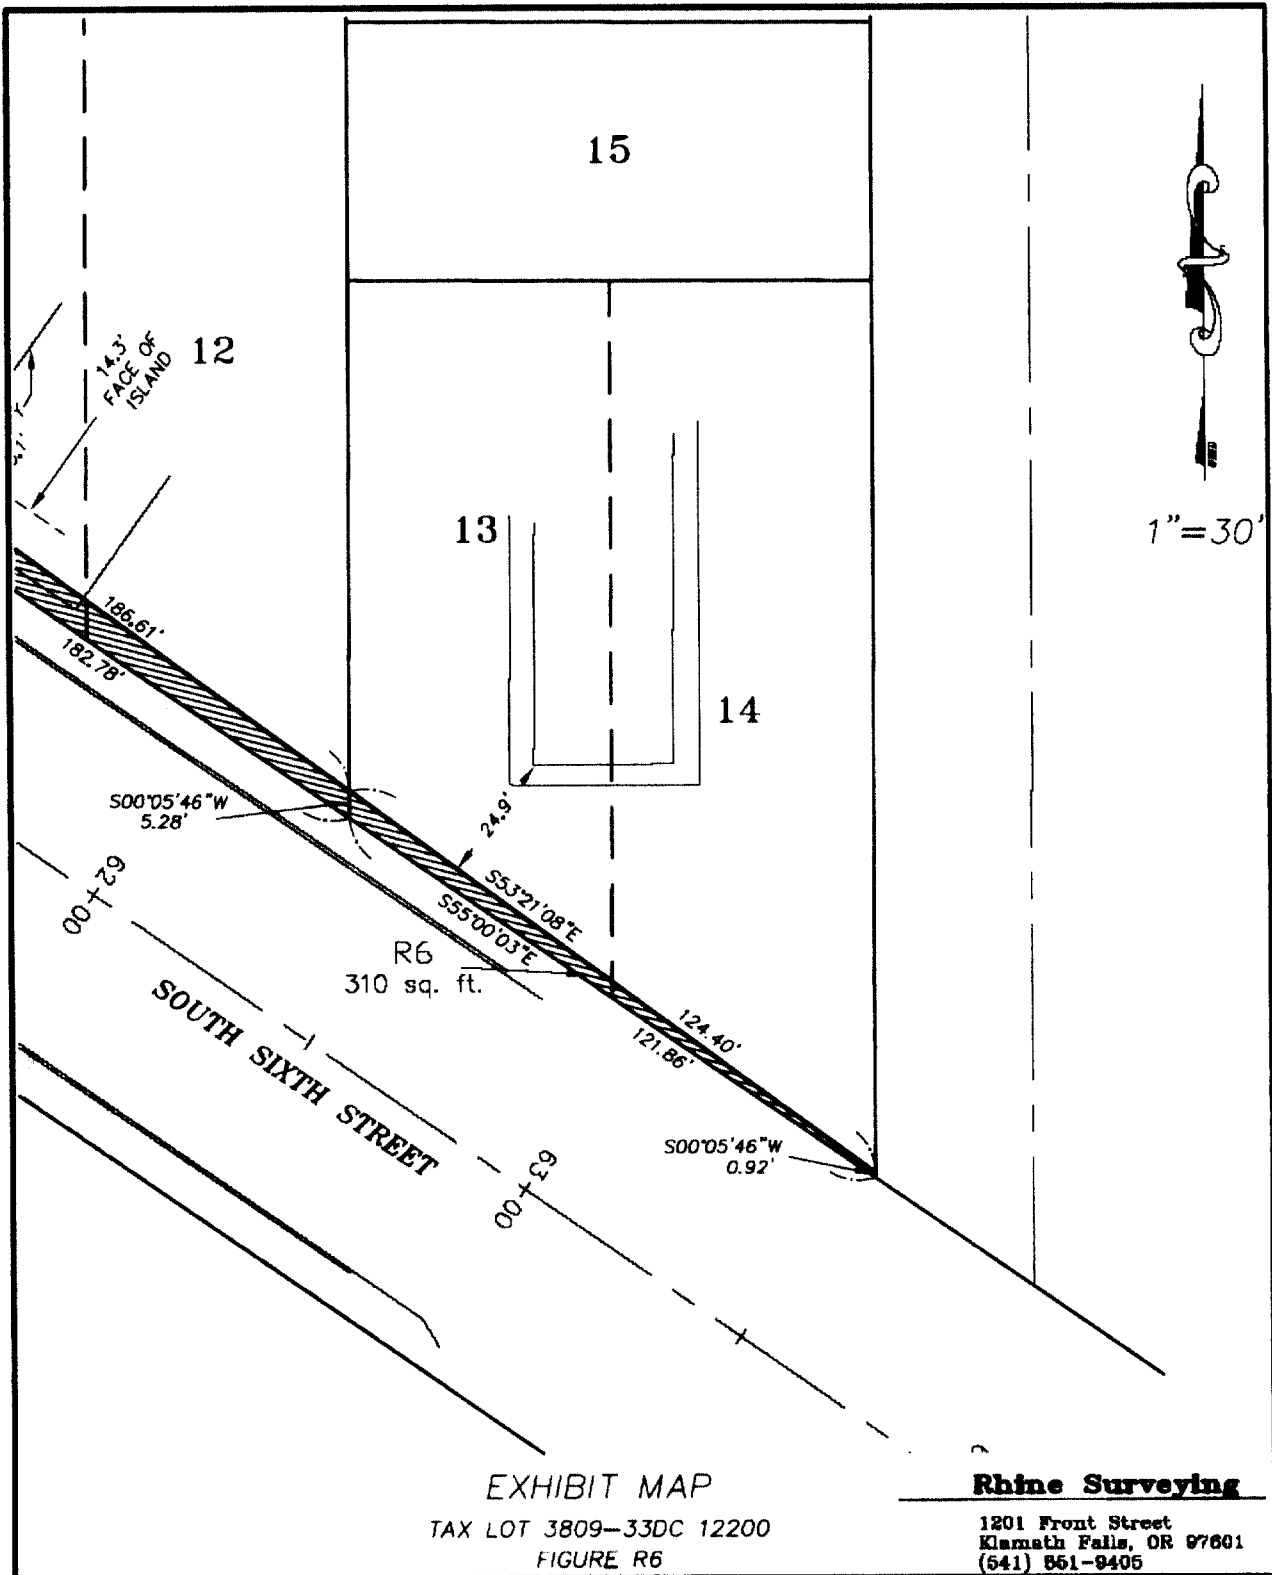 15
12
14.3'
FACE OF
ISLAND
1"=30'
13
14
186.61'
182.78'
S00°05'46"W
5.28'
24.9'
S53°21'08"E
S55°00'03"E
R6
310 sq. ft.
62+00
SOUTH SIXTH STREET
124.40'
121.86'
S00°05'46"W
0.92'
63+00
EXHIBIT MAP
TAX LOT 3809-33DC 12200
FIGURE R6
Rhine Surveying
1201 Front Street
Klamath Falls, OR 97601
(541) 851-9405